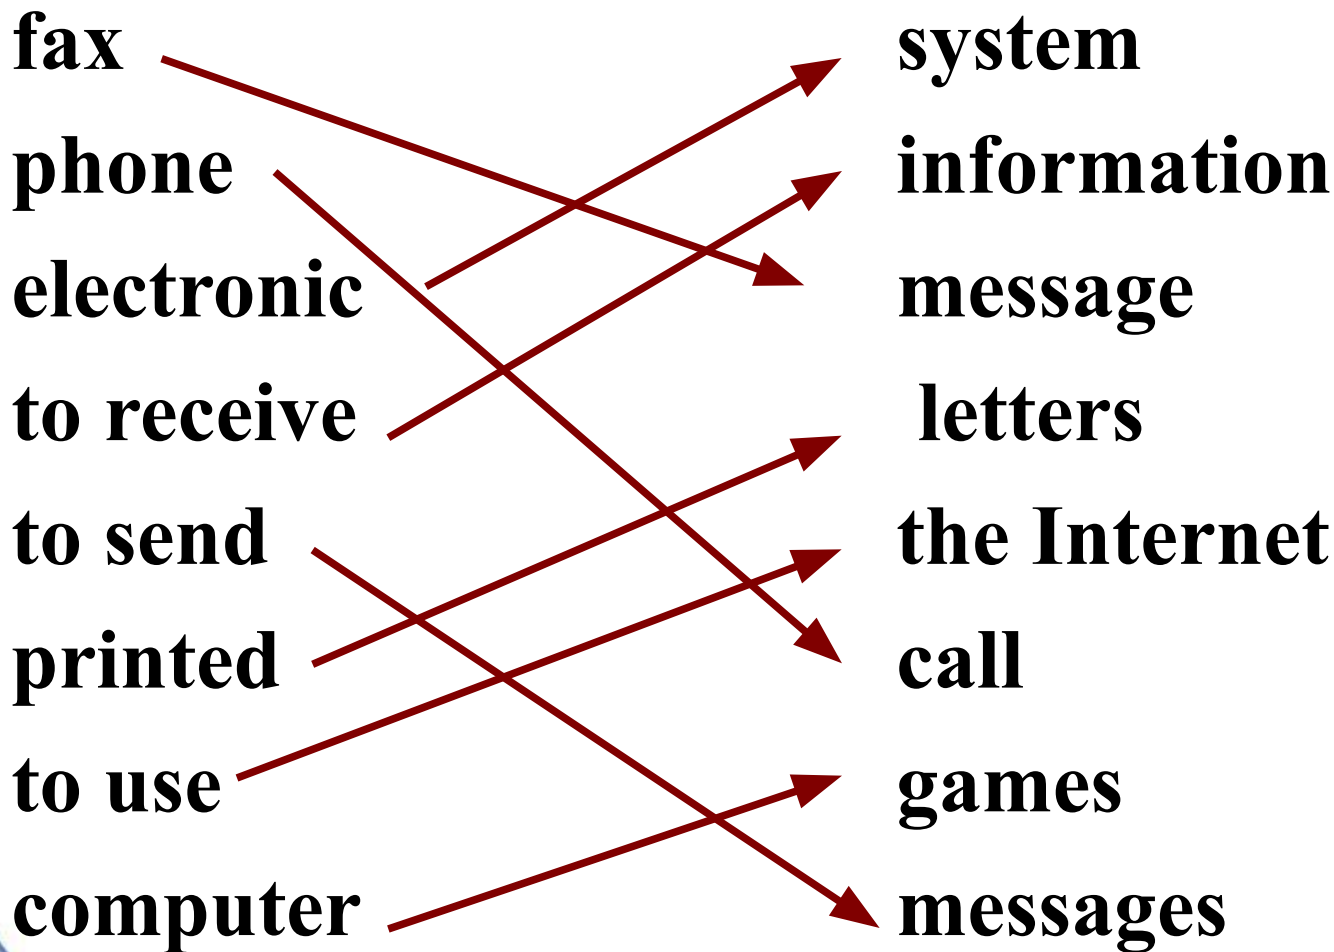 fax system
phone information
electronic message
to receive letters
to send the Internet
printed call
to use games
computer messages